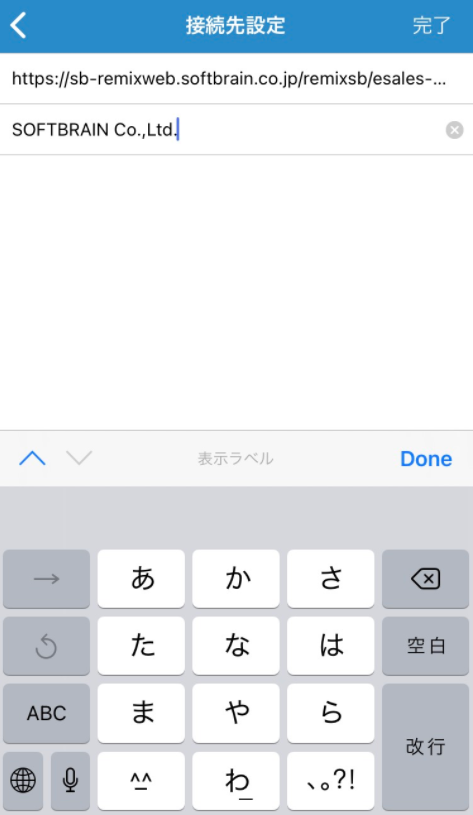 接続先設定 完了
https://sb-remixweb.softbrain.co.jp/remixsb/esales-...
SOFTBRAIN Co.,Ltd.
表示ラベル Done
→ あ か さ
た な は 空白
ABC ま や ら 改行
^_^ わ_ 、。?!